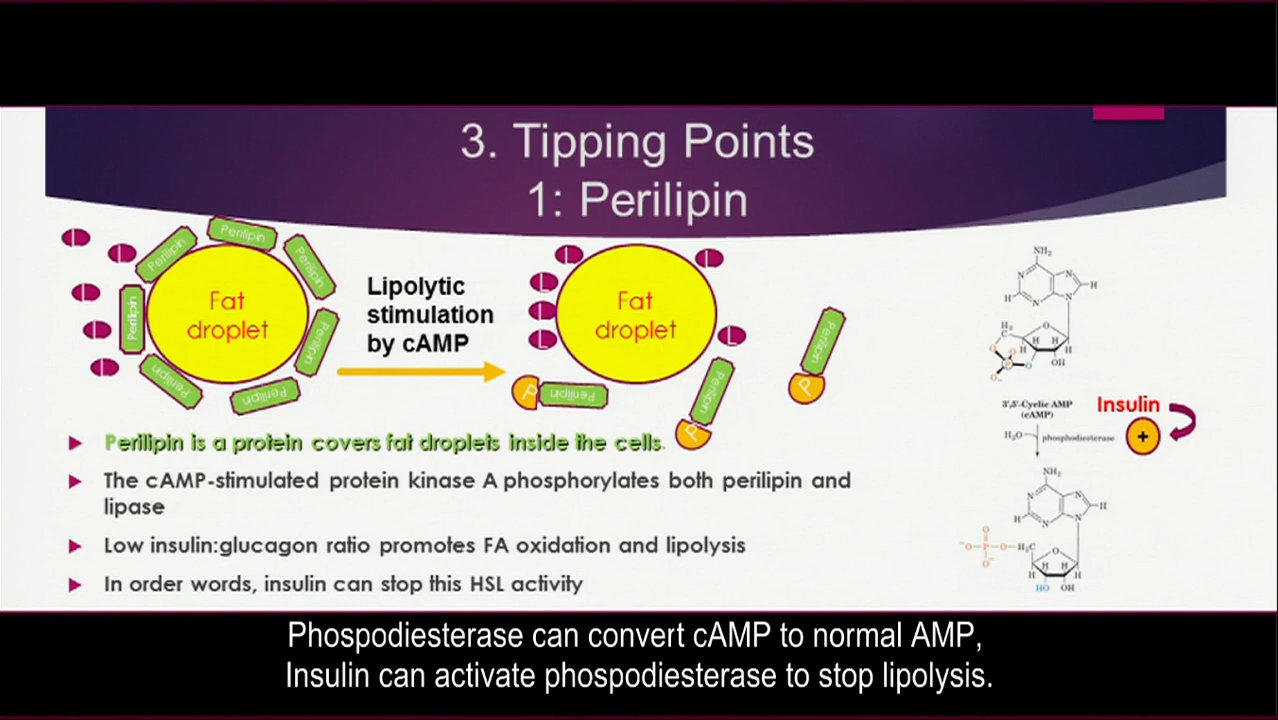 3. Tipping Points
1: Perilipin
Perilipin
Perilipin
Perilipin
Perilipin
Perilipin
Perilipin
Perilipin
Fat
droplet
Lipolytic
stimulation
by cAMP
L
L
L
L
L
L
Fat
droplet
P
Perilipin
P
Perilipin
P
Perilipin
NH₂
N
N
N
N
H
H
H₂
C
O
H
H
H
H
O
OH
O
P
O
O⁻
3',5'-Cyclic AMP
(cAMP)
Insulin
H₂O
phosphodiesterase
+
NH₂
N
N
N
N
H
H
O
⁻O—P—O—H₂C
O⁻
O
H
H
H
H
HO
OH
Perilipin is a protein covers fat droplets inside the cells.
The cAMP-stimulated protein kinase A phosphorylates both perilipin and
lipase
Low insulin:glucagon ratio promotes FA oxidation and lipolysis
In order words, insulin can stop this HSL activity
Phospodiesterase can convert cAMP to normal AMP,
Insulin can activate phospodiesterase to stop lipolysis.